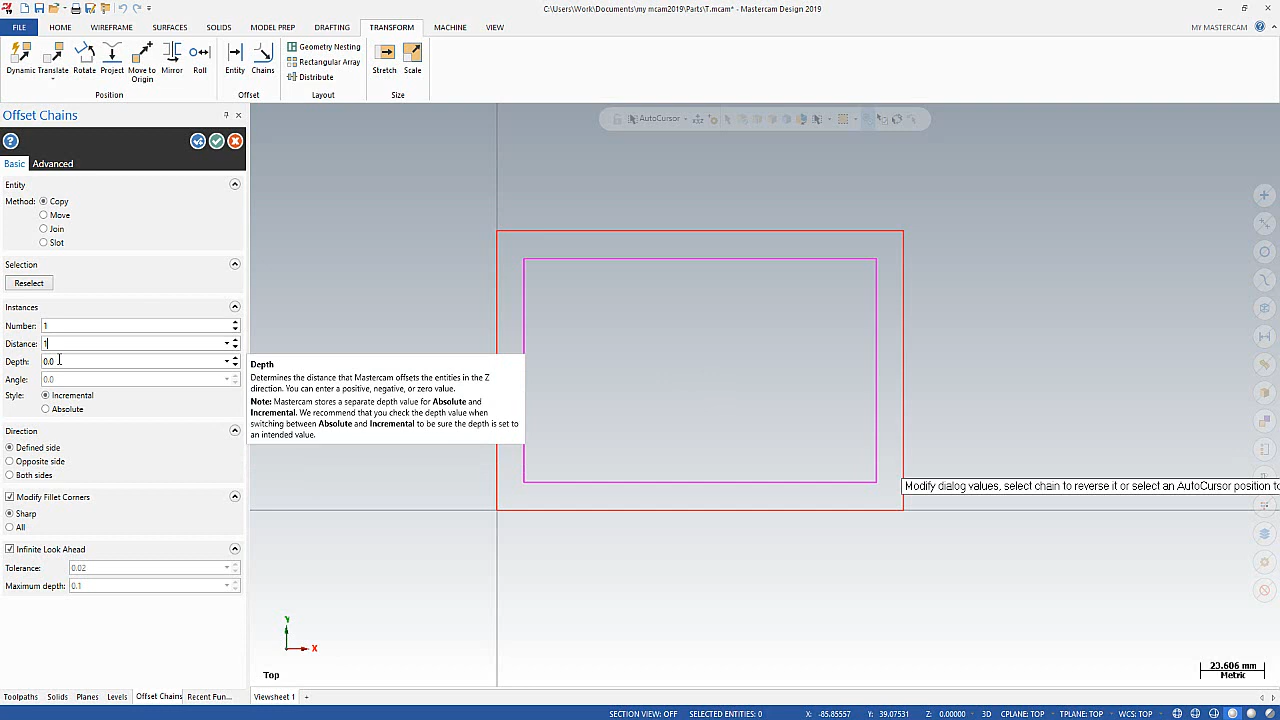 C:\Users\Work\Documents\my mcam2019\Parts\T.mcam* - Mastercam Design 2019
FILE HOME WIREFRAME SURFACES SOLIDS MODEL PREP DRAFTING TRANSFORM MACHINE VIEW MY MASTERCAM
Dynamic Translate Rotate Project Move to Origin Mirror Roll
Entity Chains
Geometry Nesting
Rectangular Array
Distribute
Stretch Scale
Position Offset Layout Size
Offset Chains
AutoCursor
Basic Advanced
Entity
Method: Copy
Move
Join
Slot
Selection
Reselect
Instances
Number: 1
Distance: 1
Depth: 0.0
Angle: 0.0
Style: Incremental
Absolute
Direction
Defined side
Opposite side
Both sides
Modify Fillet Corners
Sharp
All
Infinite Look Ahead
Tolerance: 0.02
Maximum depth: 0.1
Depth
Determines the distance that Mastercam offsets the entities in the Z
direction. You can enter a positive, negative, or zero value.
Note: Mastercam stores a separate depth value for Absolute and
Incremental. We recommend that you check the depth value when
switching between Absolute and Incremental to be sure the depth is set to
an intended value.
Modify dialog values, select chain to reverse it or select an AutoCursor position to
Y
X
Top
23.606 mm
Metric
Toolpaths Solids Planes Levels Offset Chains Recent Fun... Viewsheet 1 +
SECTION VIEW: OFF SELECTED ENTITIES: 0 X: -85.85557 Y: 39.07531 Z: 0.00000 3D CPLANE: TOP TPLANE: TOP WCS: TOP